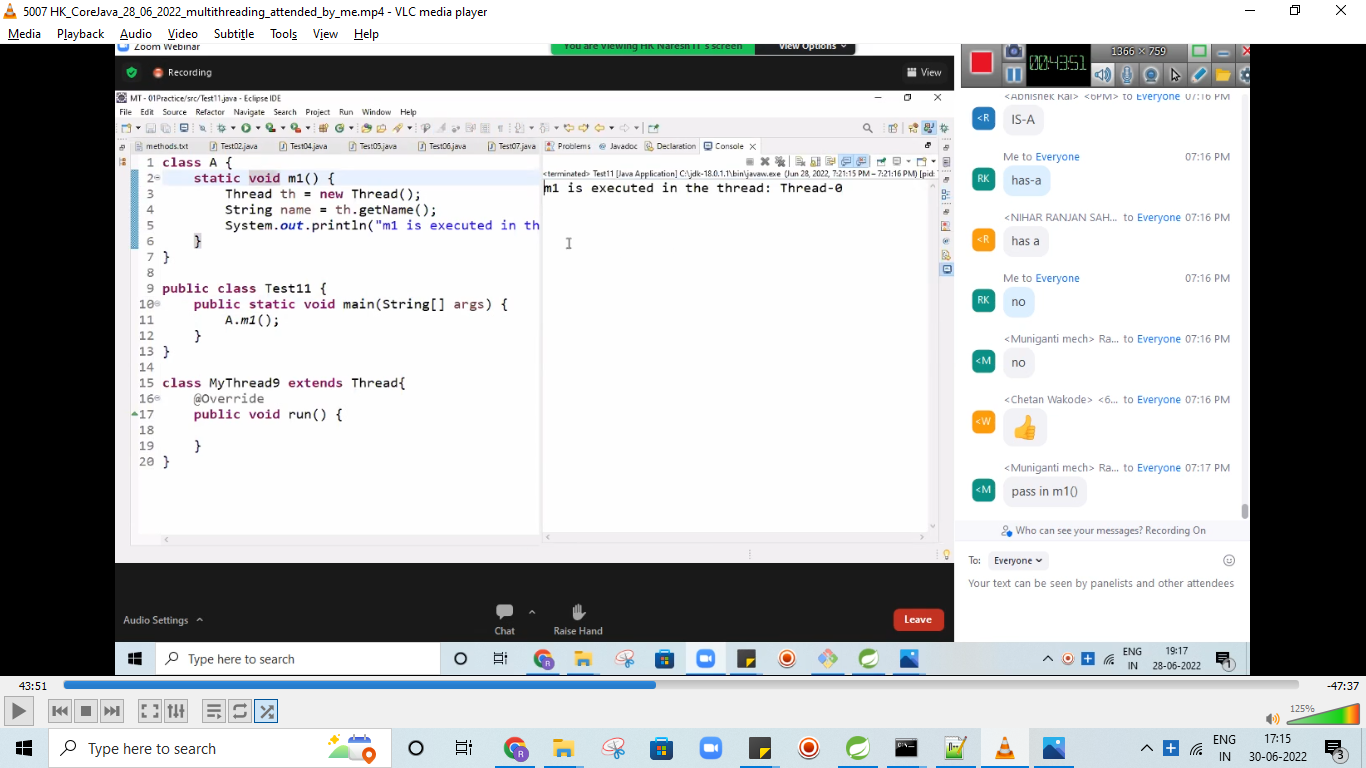 5007 HK_CoreJava_28_06_2022_multithreading_attended_by_me.mp4 - VLC media player
Media Playback Audio Video Subtitle Tools View Help
Zoom Webinar
You are viewing HK Naresh IT's screen
View Options
1366 × 759
00:43:51
Recording
View
MT - 01Practice/src/Test11.java - Eclipse IDE
File Edit Source Refactor Navigate Search Project Run Window Help
methods.txt Test02.java Test04.java Test05.java Test06.java Test07.java
Problems Javadoc Declaration Console
<terminated> Test11 [Java Application] C:\jdk-18.0.1.1\bin\javaw.exe (Jun 28, 2022, 7:21:15 PM – 7:21:16 PM) [pid:
m1 is executed in the thread: Thread-0
1 class A {
2 static void m1() {
3 Thread th = new Thread();
4 String name = th.getName();
5 System.out.println("m1 is executed in th
6 }
7 }
8
9 public class Test11 {
10 public static void main(String[] args) {
11 A.m1();
12 }
13 }
14
15 class MyThread9 extends Thread{
16 @Override
17 public void run() {
18
19 }
20 }
<R
<Abhishek Rai> <6PM> to Everyone 07:16 PM
IS-A
Me to Everyone 07:16 PM
RK
has-a
<NIHAR RANJAN SAH... to Everyone 07:16 PM
<R
has a
Me to Everyone 07:16 PM
RK
no
<Muniganti mech> Ra... to Everyone 07:16 PM
<M
no
<Chetan Wakode> <6... to Everyone 07:16 PM
<W
👍
<Muniganti mech> Ra... to Everyone 07:17 PM
<M
pass in m1()
Who can see your messages? Recording On
To: Everyone
Your text can be seen by panelists and other attendees
Audio Settings
Chat
Raise Hand
Leave
Type here to search
R
ENG
IN
19:17
28-06-2022
1
43:51
-47:37
125%
Type here to search
R
ENG
IN
17:15
30-06-2022
3